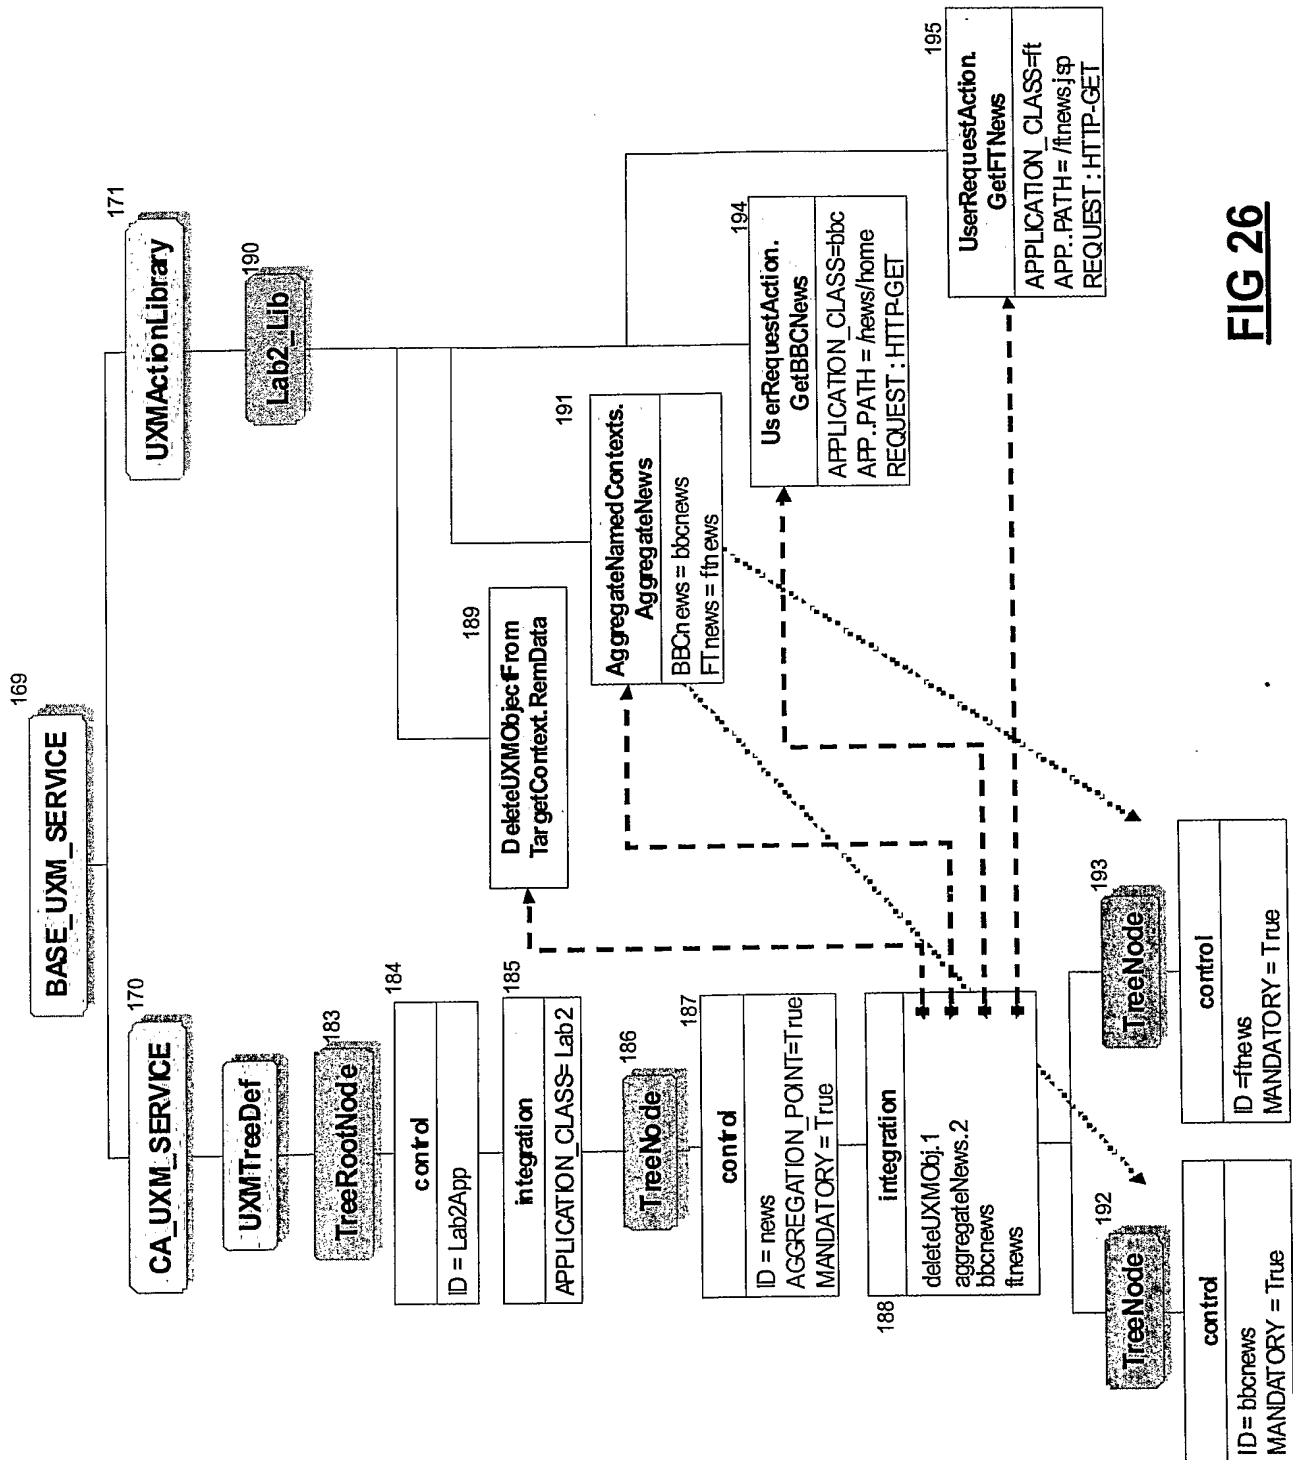 BASE_UXM_SERVICE
169
CA_UXM_SERVICE
170
UXMTreeDef
TreeRootNode
183
control
184
ID = Lab2App
integration
185
APPLICATION_CLASS= Lab2
TreeNode
186
control
187
ID = news
AGGREGATION_POINT=True
MANDATORY = True
integration
188
deleteUXMObj.1
aggregateNews.2
bbcnews
ftnews
TreeNode
192
control
ID = bbcnews
MANDATORY = True
TreeNode
193
control
ID =ftnews
MANDATORY = True
UXMActionLibrary
171
Lab2_Lib
190
DeleteUXMObjectFrom
TargetContext.RemData
189
AggregateNamedContexts.
AggregateNews
191
BBCnews = bbcnews
FTnews = ftnews
UserRequestAction.
GetBBCNews
194
APPLICATION_CLASS=bbc
APP..PATH = /news/home
REQUEST : HTTP-GET
UserRequestAction.
GetFTNews
195
APPLICATION_CLASS=ft
APP..PATH = /ftnews.jsp
REQUEST : HTTP-GET
FIG 26